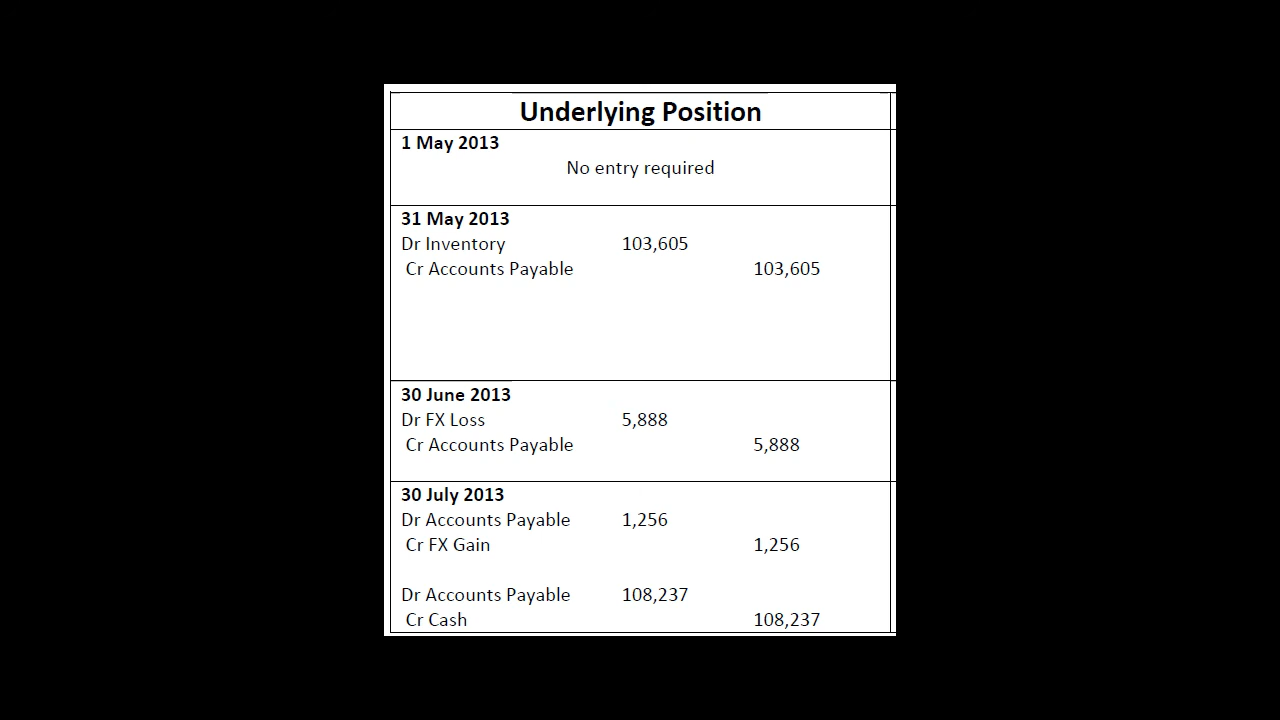 Underlying Position
1 May 2013
No entry required
31 May 2013
Dr Inventory 103,605
Cr Accounts Payable 103,605
30 June 2013
Dr FX Loss 5,888
Cr Accounts Payable 5,888
30 July 2013
Dr Accounts Payable 1,256
Cr FX Gain 1,256
Dr Accounts Payable 108,237
Cr Cash 108,237